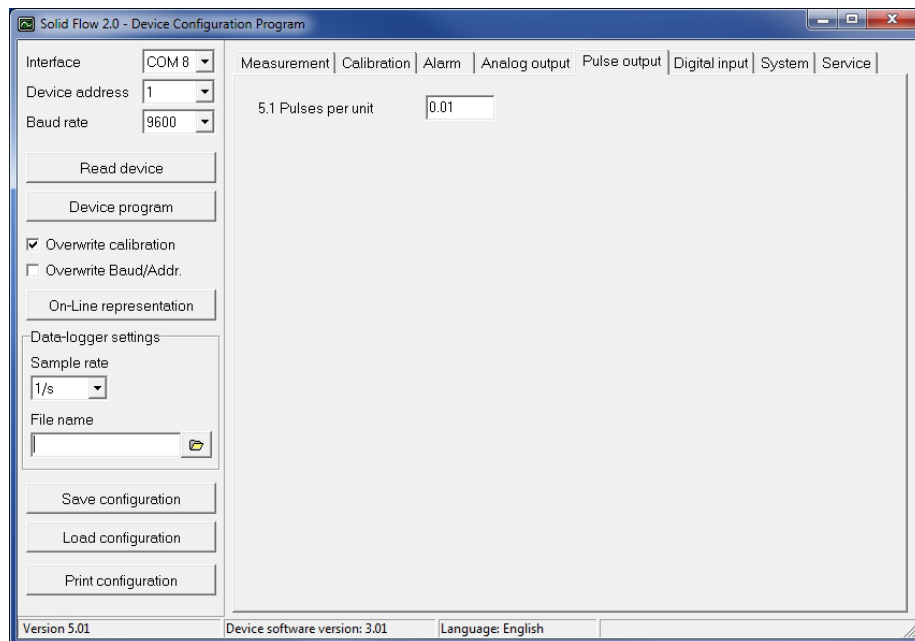 Solid Flow 2.0 - Device Configuration Program
Interface COM 8
Device address 1
Baud rate 9600
Read device
Device program
Overwrite calibration
Overwrite Baud/Addr.
On-Line representation
Data-logger settings
Sample rate
1/s
File name
Save configuration
Load configuration
Print configuration
Measurement Calibration Alarm Analog output Pulse output Digital input System Service
5.1 Pulses per unit 0.01
Version 5.01 Device software version: 3.01 Language: English